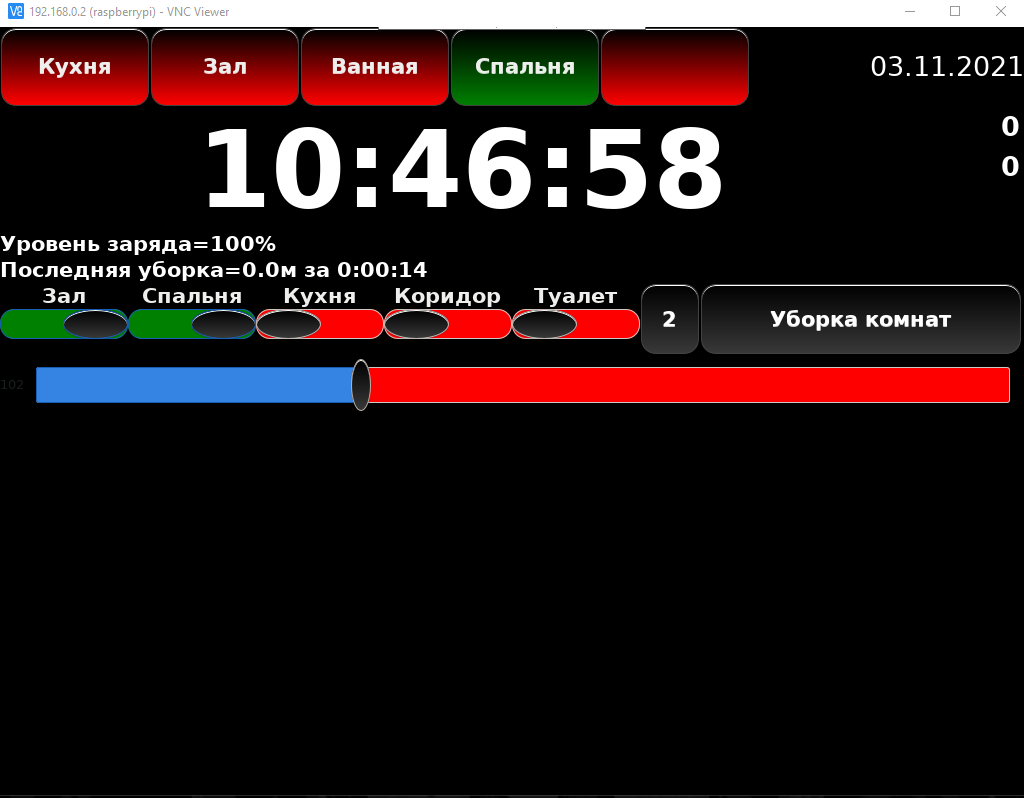 192.168.0.2 (raspberrypi) - VNC Viewer
Кухня Зал Ванная Спальня 03.11.2021
10:46:58
0
0
Уровень заряда=100%
Последняя уборка=0.0м за 0:00:14
Зал Спальня Кухня Коридор Туалет
2 Уборка комнат
102